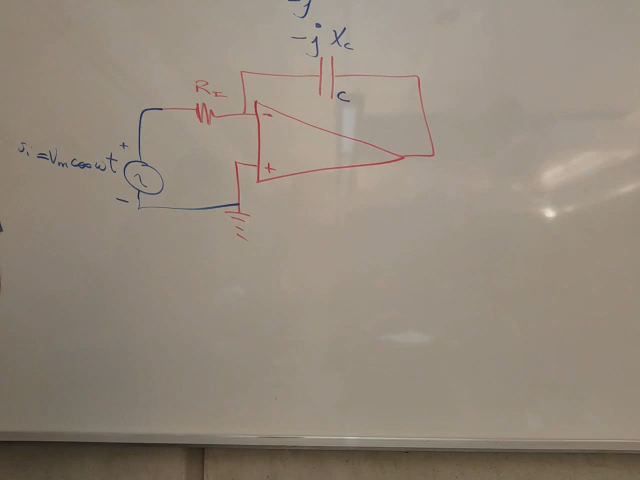 -j
-j Xc
RI
C
-
+
+
vi = Vm cos ωt
-